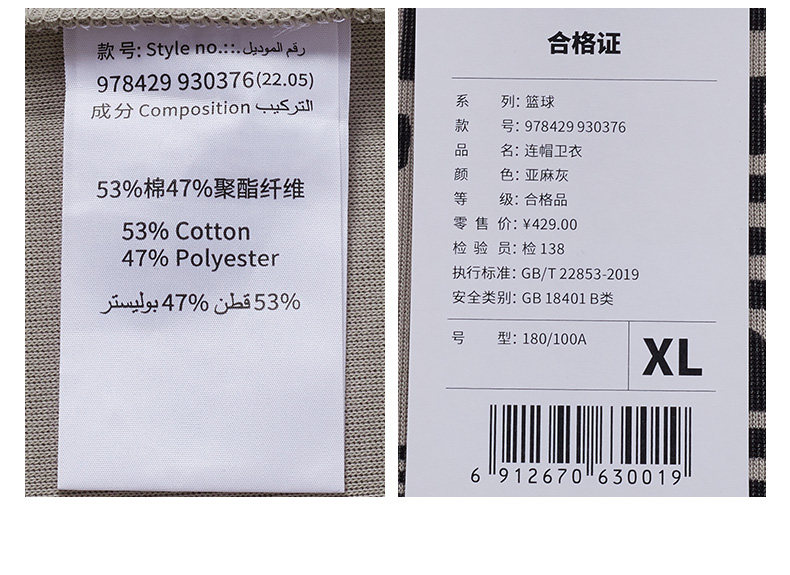 款 号: Style no.::. رقم الموديل
978429 930376(22.05)
成分 Composition التركيب
53%棉47%聚酯纤维
53% Cotton
47% Polyester
53% قطن 47% بوليستر
合格证
系 列: 篮球
款 号: 978429 930376
品 名: 连帽卫衣
颜 色: 亚麻灰
等 级: 合格品
零 售 价: ¥429.00
检 验 员: 检 138
执行标准: GB/T 22853-2019
安全类别: GB 18401 B类
号 型: 180/100A
XL
6 912670 630019